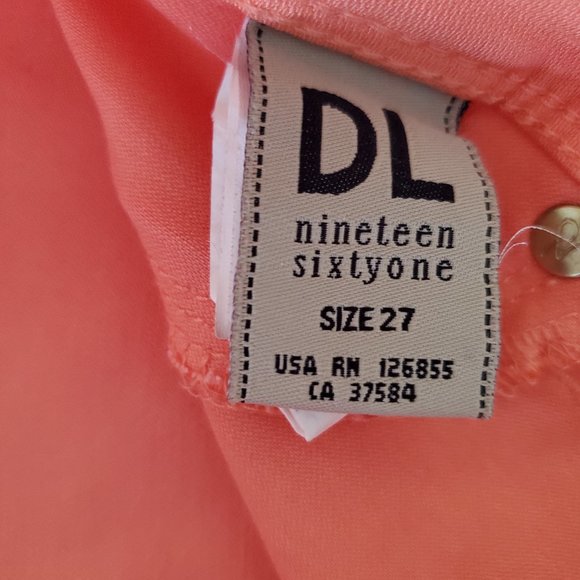 DL
nineteen
sixtyone
SIZE 27
USA RN 126855
CA 37584